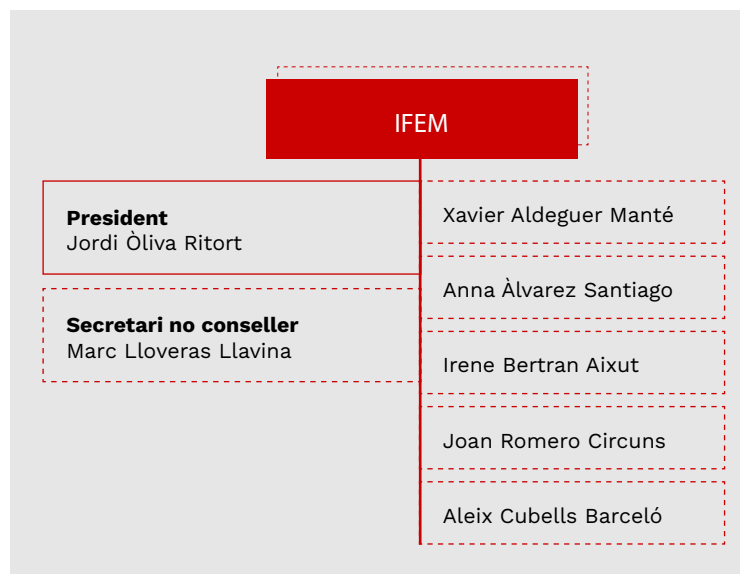 IFEM
President
Jordi Òliva Ritort
Secretari no conseller
Marc Lloveras Llavina
Xavier Aldeguer Manté
Anna Àlvarez Santiago
Irene Bertran Aixut
Joan Romero Circuns
Aleix Cubells Barceló